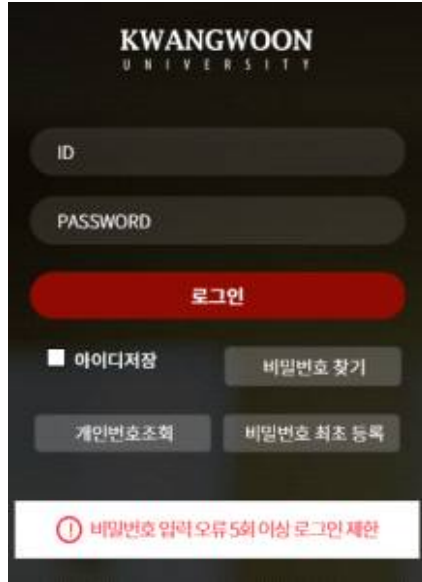 KWANGWOON
UNIVERSITY
ID
PASSWORD
로그인
아이디저장
비밀번호 찾기
개인번호조회
비밀번호 최초 등록
! 비밀번호 입력 오류 5회 이상 로그인 제한